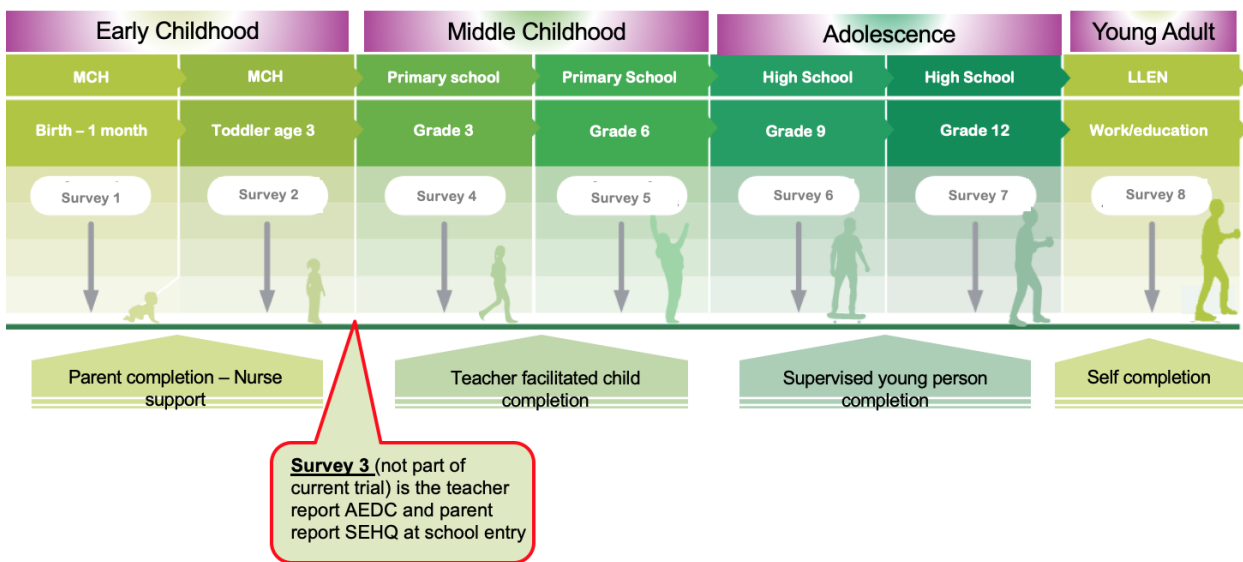 Early Childhood
Middle Childhood
Adolescence
Young Adult
MCH
MCH
Primary school
Primary School
High School
High School
LLEN
Birth – 1 month
Toddler age 3
Grade 3
Grade 6
Grade 9
Grade 12
Work/education
Survey 1
Survey 2
Survey 4
Survey 5
Survey 6
Survey 7
Survey 8
Parent completion – Nurse
support
Teacher facilitated child
completion
Supervised young person
completion
Self completion
Survey 3 (not part of
current trial) is the teacher
report AEDC and parent
report SEHQ at school entry